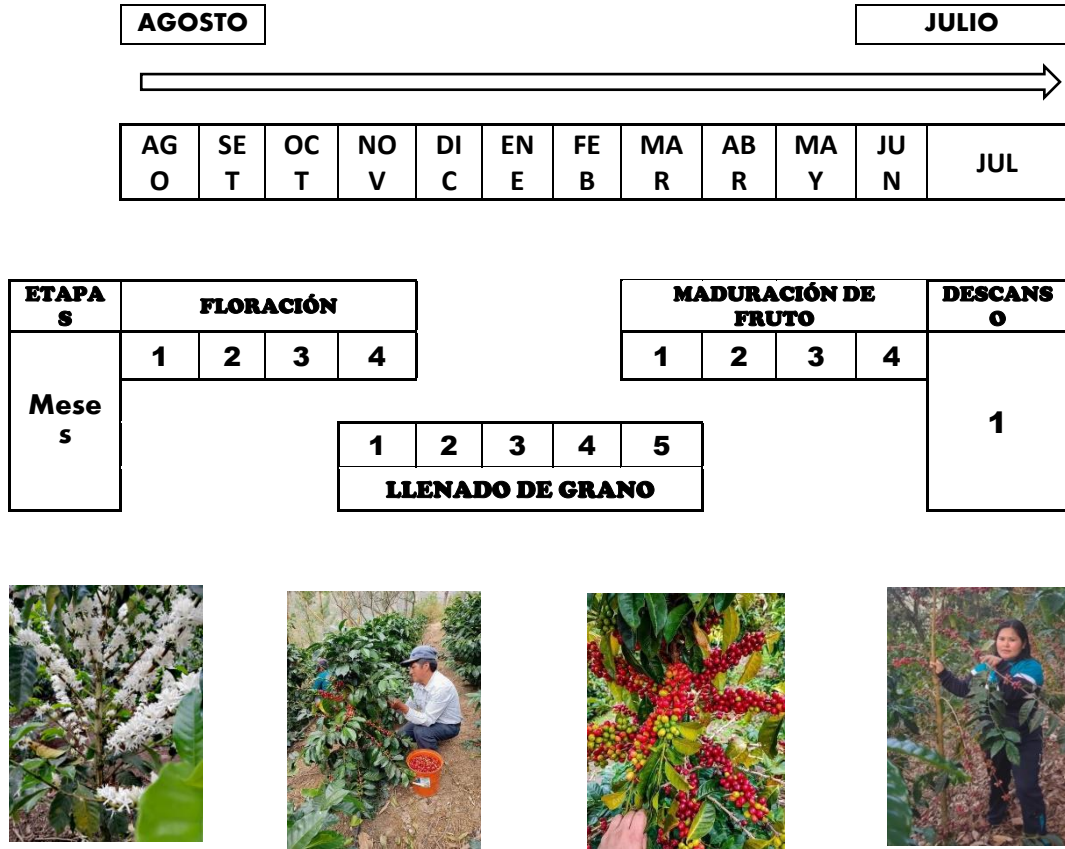 AGOSTO JULIO
AG SE OC NO DI EN FE MA AB MA JU JUL
O T T V C E B R R Y N
ETAPA FLORACIÓN MADURACIÓN DE DESCANS
S FRUTO O
1 2 3 4 1 2 3 4
Mese 1
s
1 2 3 4 5
LLENADO DE GRANO